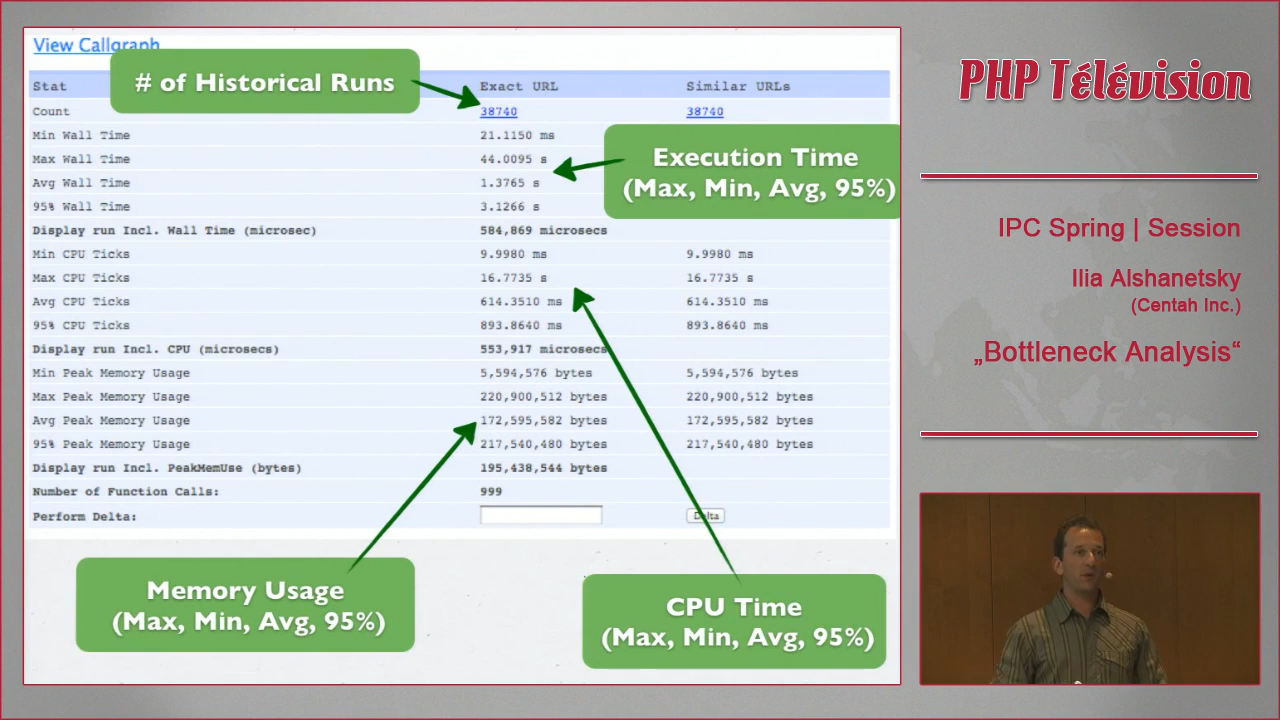 View Callgraph
# of Historical Runs
Stat Exact URL Similar URLs
Count 38740 38740
Min Wall Time 21.1150 ms
Max Wall Time 44.0095 s
Avg Wall Time 1.3765 s
95% Wall Time 3.1266 s
Execution Time
(Max, Min, Avg, 95%)
Display run Incl. Wall Time (microsec) 584,869 microsecs
Min CPU Ticks 9.9980 ms 9.9980 ms
Max CPU Ticks 16.7735 s 16.7735 s
Avg CPU Ticks 614.3510 ms 614.3510 ms
95% CPU Ticks 893.8640 ms 893.8640 ms
Display run Incl. CPU (microsecs) 553,917 microsecs
Min Peak Memory Usage 5,594,576 bytes 5,594,576 bytes
Max Peak Memory Usage 220,900,512 bytes 220,900,512 bytes
Avg Peak Memory Usage 172,595,582 bytes 172,595,582 bytes
95% Peak Memory Usage 217,540,480 bytes 217,540,480 bytes
Display run Incl. PeakMemUse (bytes) 195,438,544 bytes
Number of Function Calls: 999
Perform Delta: Delta
Memory Usage
(Max, Min, Avg, 95%)
CPU Time
(Max, Min, Avg, 95%)
PHP Télévision
IPC Spring | Session
Ilia Alshanetsky
(Centah Inc.)
„Bottleneck Analysis“